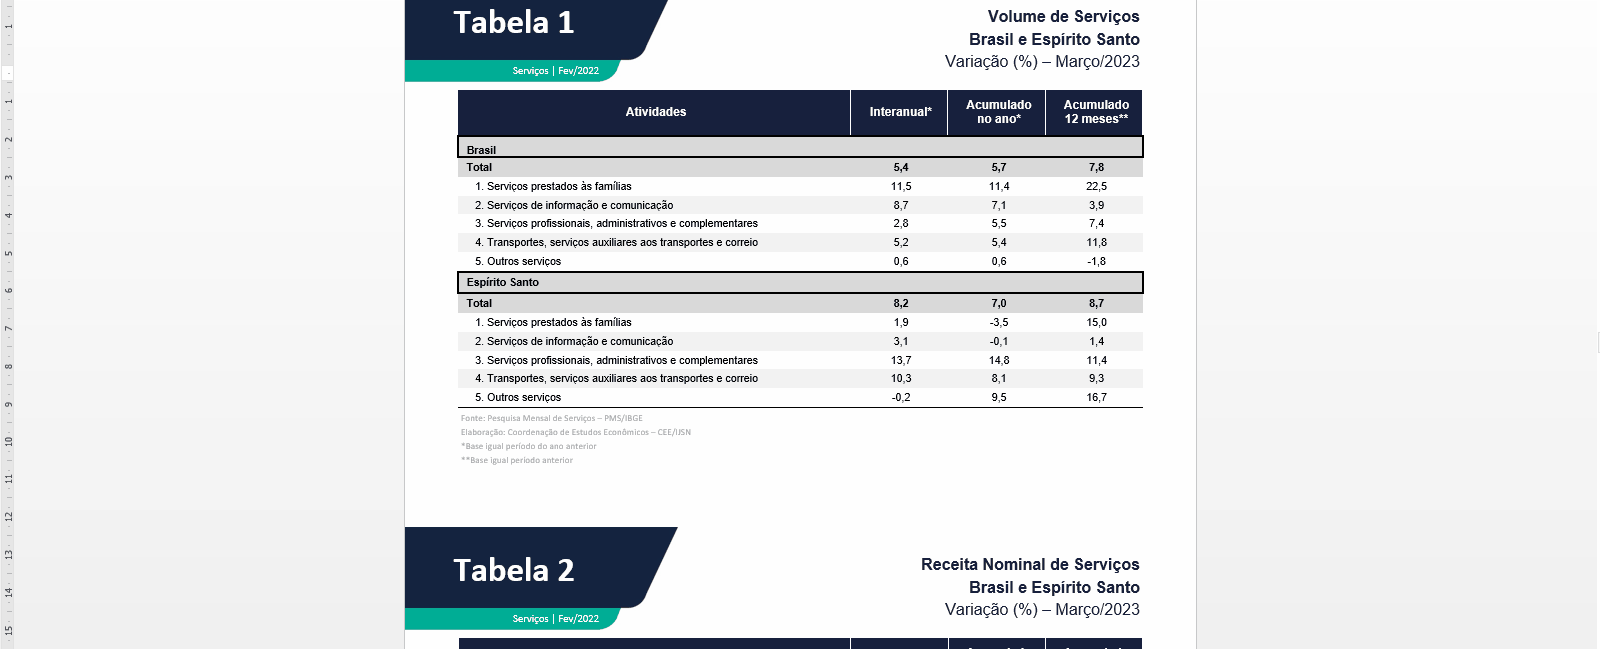 Tabela 1
Volume de Serviços
Brasil e Espírito Santo
Variação (%) – Março/2023
Serviços | Fev/2022
Atividades Interanual* Acumulado no ano* Acumulado 12 meses**
Brasil
Total 5,4 5,7 7,8
1. Serviços prestados às famílias 11,5 11,4 22,5
2. Serviços de informação e comunicação 8,7 7,1 3,9
3. Serviços profissionais, administrativos e complementares 2,8 5,5 7,4
4. Transportes, serviços auxiliares aos transportes e correio 5,2 5,4 11,8
5. Outros serviços 0,6 0,6 -1,8
Espírito Santo
Total 8,2 7,0 8,7
1. Serviços prestados às famílias 1,9 -3,5 15,0
2. Serviços de informação e comunicação 3,1 -0,1 1,4
3. Serviços profissionais, administrativos e complementares 13,7 14,8 11,4
4. Transportes, serviços auxiliares aos transportes e correio 10,3 8,1 9,3
5. Outros serviços -0,2 9,5 16,7
Fonte: Pesquisa Mensal de Serviços – PMS/IBGE
Elaboração: Coordenação de Estudos Econômicos – CEE/IJSN
*Base igual período do ano anterior
**Base igual período anterior
Tabela 2
Receita Nominal de Serviços
Brasil e Espírito Santo
Variação (%) – Março/2023
Serviços | Fev/2022